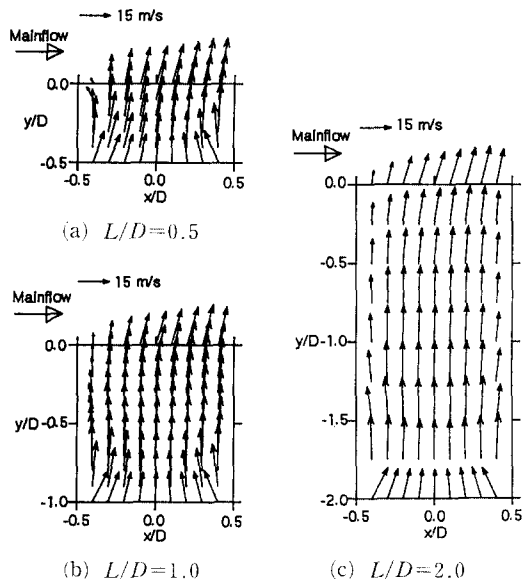 15 m/s
Mainflow
0.0
y/D
-0.5
-0.5 0.0 0.5
x/D
(a) L/D=0.5
15 m/s
Mainflow
0.0
y/D -0.5
-1.0
-0.5 0.0 0.5
x/D
(b) L/D=1.0
15 m/s
Mainflow
0.0
-0.5
y/D -1.0
-1.5
-2.0
-0.5 0.0 0.5
x/D
(c) L/D=2.0